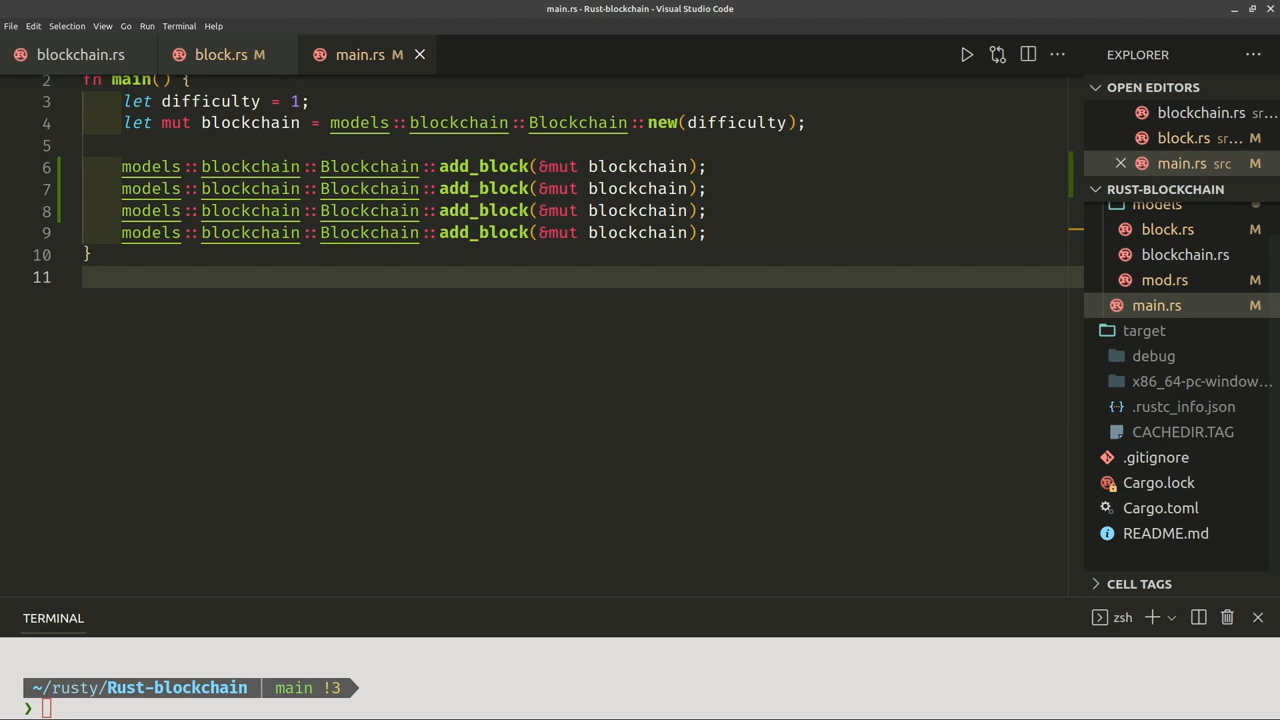 main.rs - Rust-blockchain - Visual Studio Code
File Edit Selection View Go Run Terminal Help
blockchain.rs block.rs M main.rs M
2 fn main() {
3 let difficulty = 1;
4 let mut blockchain = models::blockchain::Blockchain::new(difficulty);
5
6 models::blockchain::Blockchain::add_block(&mut blockchain);
7 models::blockchain::Blockchain::add_block(&mut blockchain);
8 models::blockchain::Blockchain::add_block(&mut blockchain);
9 models::blockchain::Blockchain::add_block(&mut blockchain);
10 }
11
EXPLORER
OPEN EDITORS
blockchain.rs sr...
block.rs sr... M
main.rs src M
RUST-BLOCKCHAIN
models
block.rs M
blockchain.rs
mod.rs M
main.rs M
target
debug
x86_64-pc-window...
.rustc_info.json
CACHEDIR.TAG
.gitignore
Cargo.lock
Cargo.toml
README.md
CELL TAGS
TERMINAL
zsh
~/rusty/Rust-blockchain main !3
❯